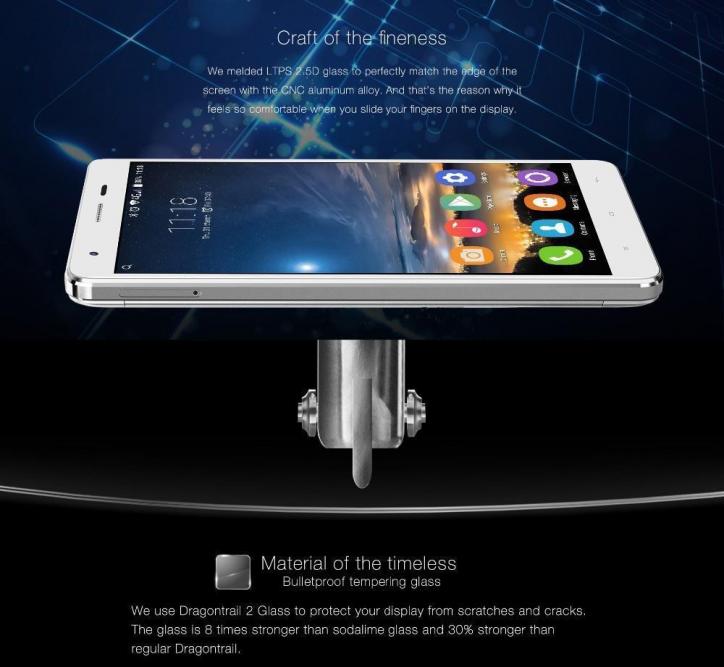 Craft of the fineness
We melded LTPS 2.5D glass to perfectly match the edge of the
screen with the CNC aluminum alloy. And that's the reason why it
feels so comfortable when you slide your fingers on the display.
11:18
Material of the timeless
Bulletproof tempering glass
We use Dragontrail 2 Glass to protect your display from scratches and cracks.
The glass is 8 times stronger than sodalime glass and 30% stronger than
regular Dragontrail.